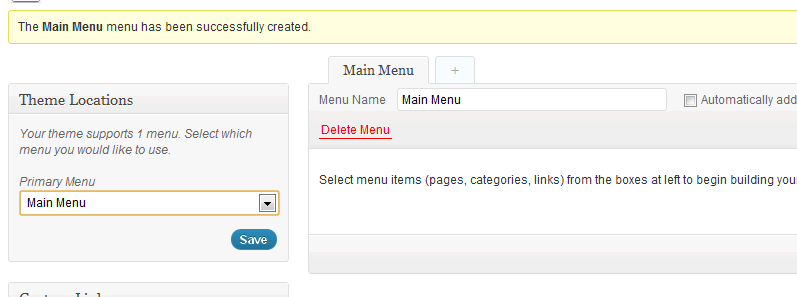 The Main Menu menu has been successfully created.
Main Menu
+
Theme Locations
Your theme supports 1 menu. Select which
menu you would like to use.
Primary Menu
Main Menu
Save
Menu Name Main Menu Automatically add
Delete Menu
Select menu items (pages, categories, links) from the boxes at left to begin building your